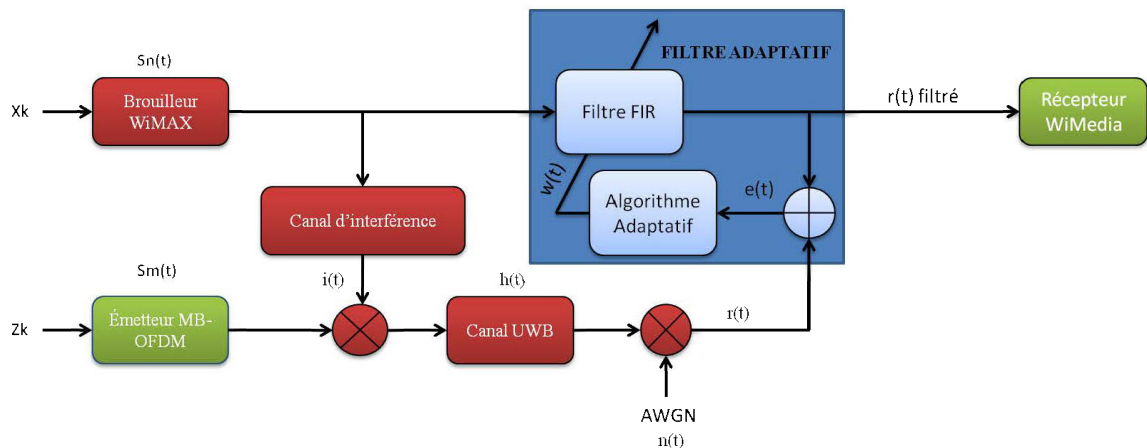 Sn(t)
FILTRE ADAPTATIF
Xk
Brouilleur
WiMAX
Filtre FIR
r(t) filtré
Récepteur
WiMedia
w(t)
Algorithme
Adaptatif
e(t)
Canal d'interférence
Sm(t)
i(t)
h(t)
Zk
Émetteur MB-
OFDM
Canal UWB
r(t)
AWGN
n(t)